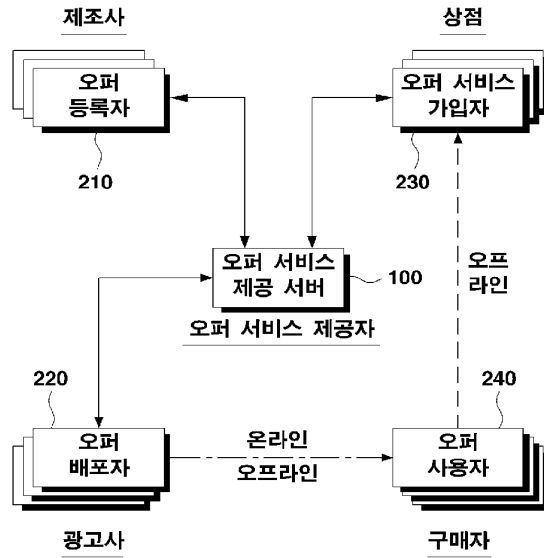 제조사
상점
오퍼
등록자
오퍼 서비스
가입자
210
230
오퍼 서비스
제공 서버
100
오퍼 서비스 제공자
오프
라인
220
240
오퍼
배포자
온라인
오프라인
오퍼
사용자
광고사
구매자